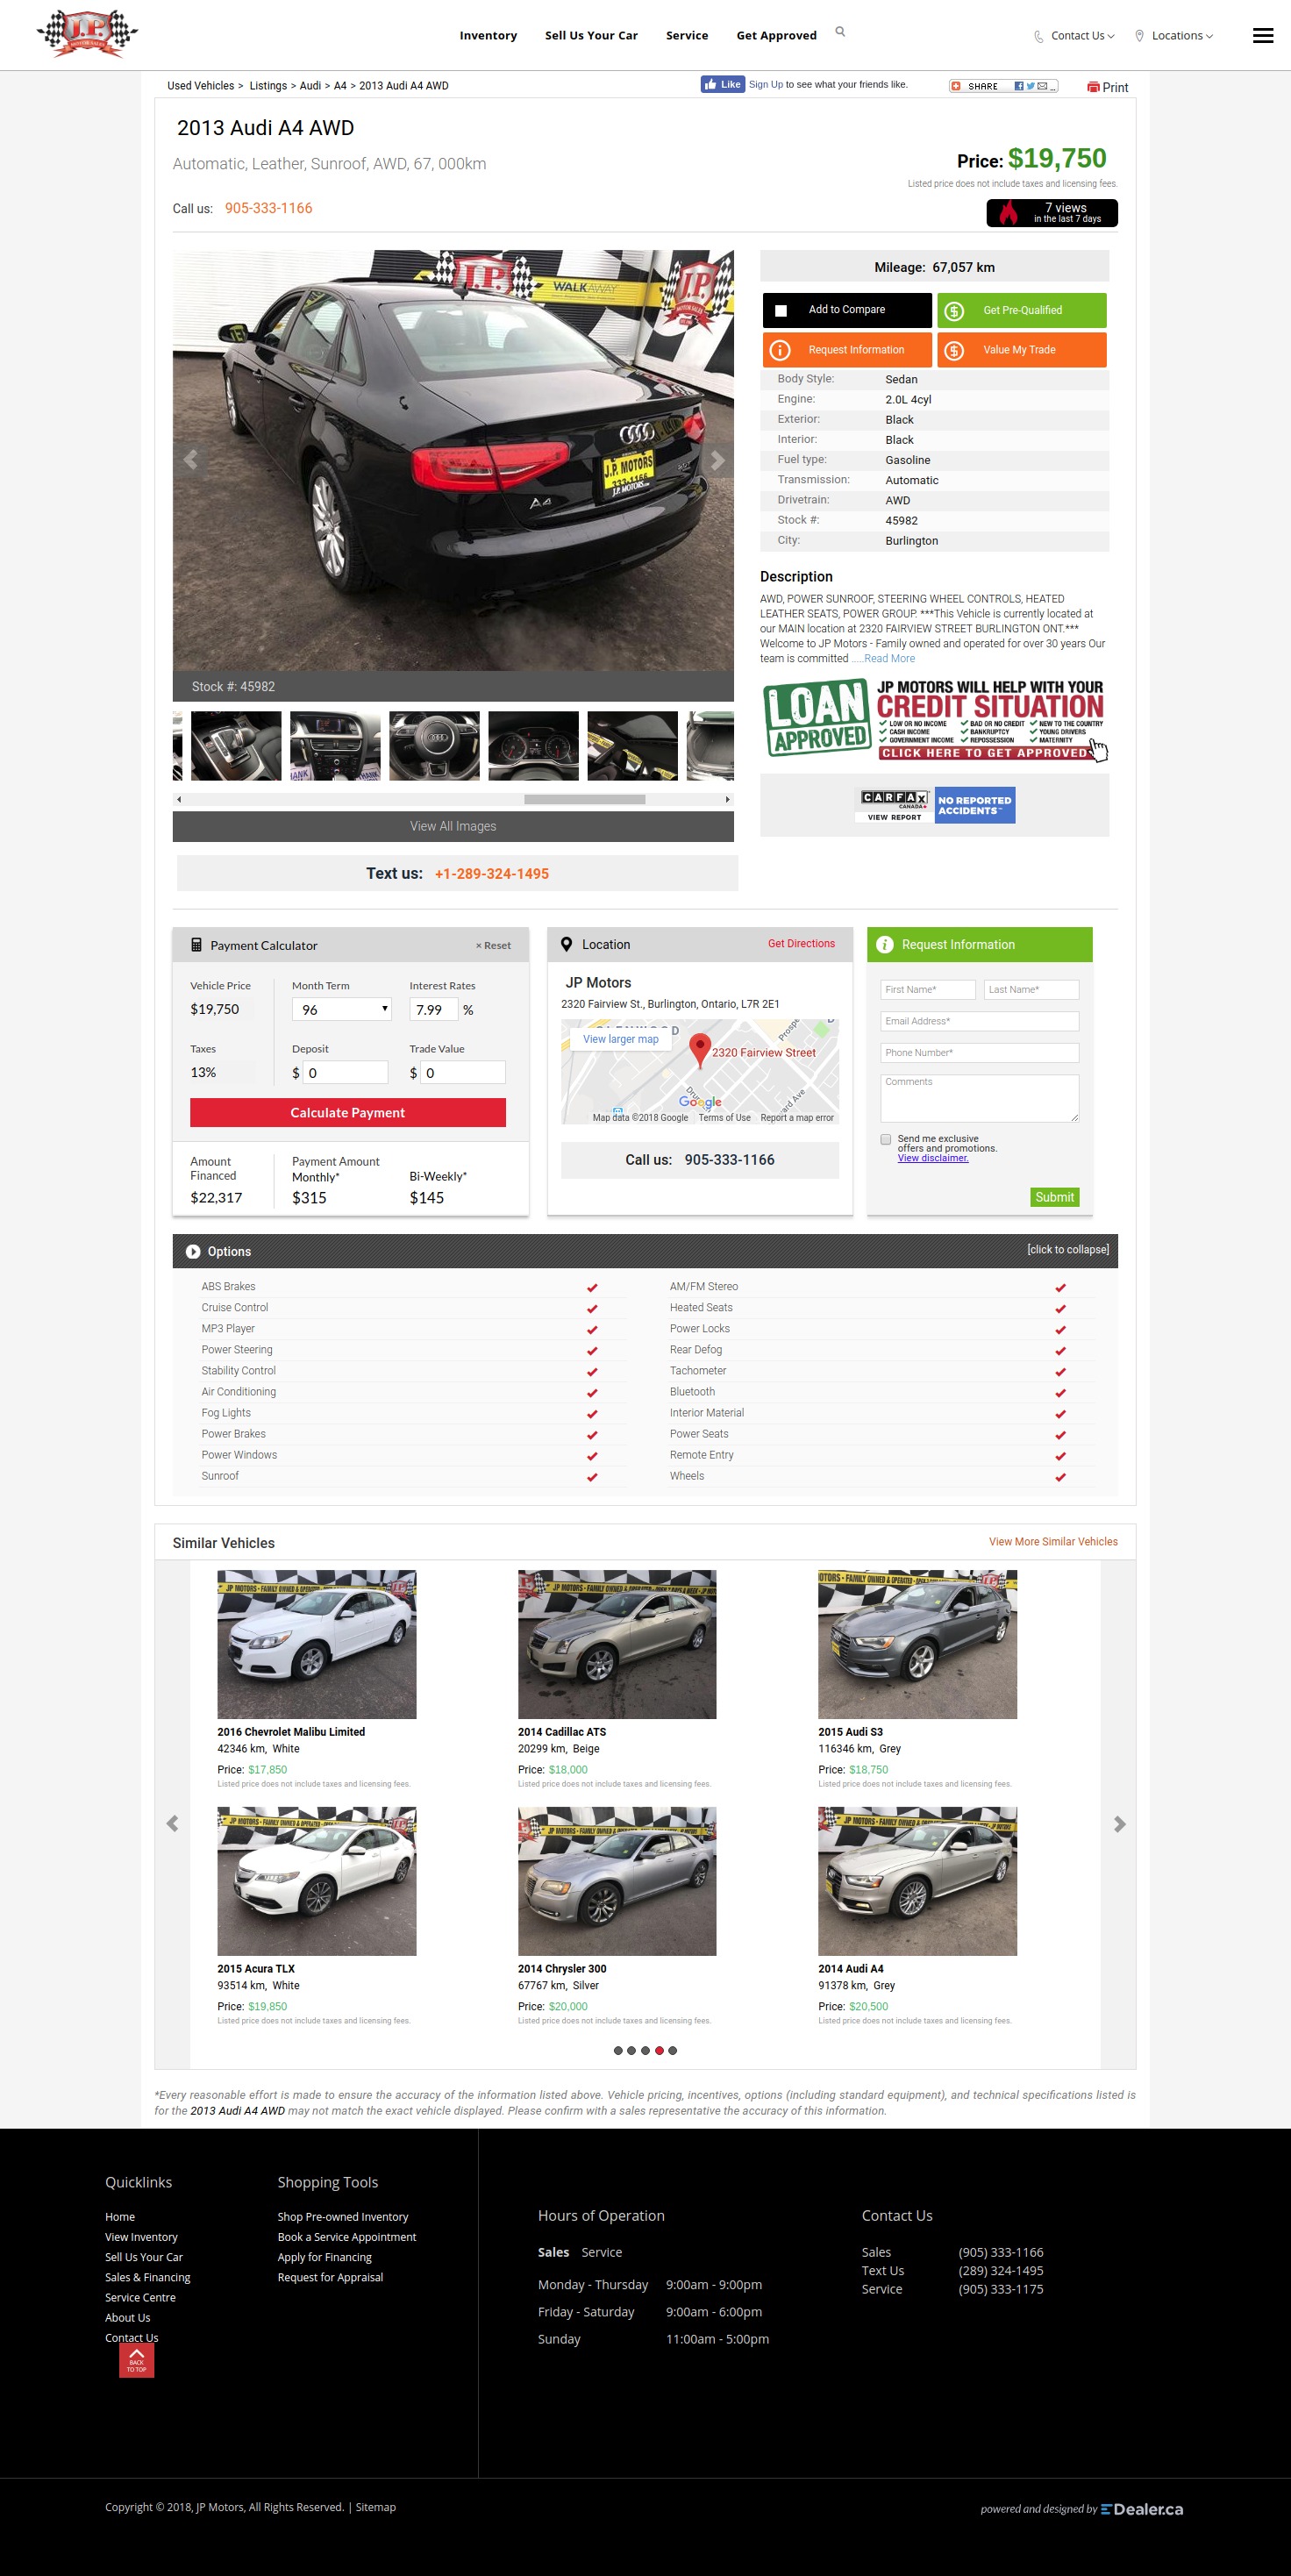 J.P.
Inventory Sell Us Your Car Service Get Approved
Contact Us Locations
Used Vehicles > Listings > Audi > A4 > 2013 Audi A4 AWD
Like Sign Up to see what your friends like.
SHARE
Print
2013 Audi A4 AWD
Automatic, Leather, Sunroof, AWD, 67, 000km
Price: $19,750
Listed price does not include taxes and licensing fees.
Call us: 905-333-1166
7 views
in the last 7 days
J.P.
WALKAWAY
J.P.
MOTOR SALES
J.P. MOTORS
333-1166
J.P. MOTORS
A4
Stock #: 45982
View All Images
Text us: +1-289-324-1495
Mileage: 67,057 km
Add to Compare
Get Pre-Qualified
Request Information
Value My Trade
Body Style: Sedan
Engine: 2.0L 4cyl
Exterior: Black
Interior: Black
Fuel type: Gasoline
Transmission: Automatic
Drivetrain: AWD
Stock #: 45982
City: Burlington
Description
AWD, POWER SUNROOF, STEERING WHEEL CONTROLS, HEATED
LEATHER SEATS, POWER GROUP. ***This Vehicle is currently located at
our MAIN location at 2320 FAIRVIEW STREET BURLINGTON ONT.***
Welcome to JP Motors - Family owned and operated for over 30 years Our
team is committed .....Read More
LOAN
APPROVED
JP MOTORS WILL HELP WITH YOUR
CREDIT SITUATION
LOW OR NO INCOME BAD OR NO CREDIT NEW TO THE COUNTRY
CASH INCOME BANKRUPTCY YOUNG DRIVERS
GOVERNMENT INCOME REPOSSESSION MATERNITY
CLICK HERE TO GET APPROVED
CARFAX
CANADA
VIEW REPORT
NO REPORTED
ACCIDENTS™
Payment Calculator × Reset
Vehicle Price Month Term Interest Rates
$19,750 96 7.99 %
Taxes Deposit Trade Value
13% $ 0 $ 0
Calculate Payment
Amount
Financed
Payment Amount
Monthly* Bi-Weekly*
$22,317 $315 $145
Location Get Directions
JP Motors
2320 Fairview St., Burlington, Ontario, L7R 2E1
View larger map
2320 Fairview Street
Google
Map data ©2018 Google Terms of Use Report a map error
Call us: 905-333-1166
Request Information
First Name* Last Name*
Email Address*
Phone Number*
Comments
Send me exclusive
offers and promotions.
View disclaimer.
Submit
Options [click to collapse]
ABS Brakes AM/FM Stereo
Cruise Control Heated Seats
MP3 Player Power Locks
Power Steering Rear Defog
Stability Control Tachometer
Air Conditioning Bluetooth
Fog Lights Interior Material
Power Brakes Power Seats
Power Windows Remote Entry
Sunroof Wheels
Similar Vehicles View More Similar Vehicles
2016 Chevrolet Malibu Limited
42346 km, White
Price: $17,850
Listed price does not include taxes and licensing fees.
2014 Cadillac ATS
20299 km, Beige
Price: $18,000
Listed price does not include taxes and licensing fees.
2015 Audi S3
116346 km, Grey
Price: $18,750
Listed price does not include taxes and licensing fees.
2015 Acura TLX
93514 km, White
Price: $19,850
Listed price does not include taxes and licensing fees.
2014 Chrysler 300
67767 km, Silver
Price: $20,000
Listed price does not include taxes and licensing fees.
2014 Audi A4
91378 km, Grey
Price: $20,500
Listed price does not include taxes and licensing fees.
*Every reasonable effort is made to ensure the accuracy of the information listed above. Vehicle pricing, incentives, options (including standard equipment), and technical specifications listed is
for the 2013 Audi A4 AWD may not match the exact vehicle displayed. Please confirm with a sales representative the accuracy of this information.
Quicklinks
Home
View Inventory
Sell Us Your Car
Sales & Financing
Service Centre
About Us
Contact Us
BACK
TO TOP
Shopping Tools
Shop Pre-owned Inventory
Book a Service Appointment
Apply for Financing
Request for Appraisal
Hours of Operation
Sales Service
Monday - Thursday 9:00am - 9:00pm
Friday - Saturday 9:00am - 6:00pm
Sunday 11:00am - 5:00pm
Contact Us
Sales (905) 333-1166
Text Us (289) 324-1495
Service (905) 333-1175
Copyright © 2018, JP Motors, All Rights Reserved. | Sitemap
powered and designed by EDealer.ca